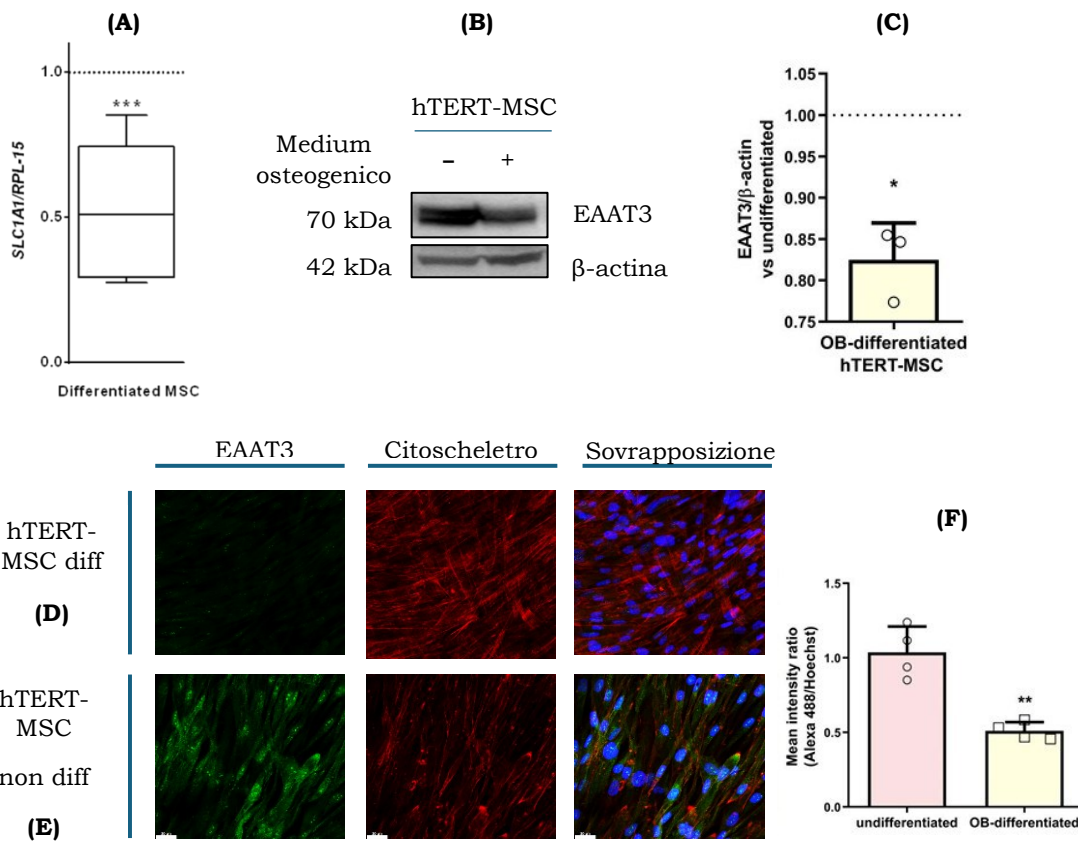 (A)
1.0
***
0.5
0.0
SLC1A1/RPL-15
Differentiated MSC
(B)
hTERT-MSC
Medium
osteogenico
–
+
70 kDa
EAAT3
42 kDa
β-actina
(C)
1.05
1.00
0.95
0.90
0.85
0.80
0.75
*
EAAT3/β-actin
vs undifferentiated
OB-differentiated
hTERT-MSC
EAAT3
Citoscheletro
Sovrapposizione
hTERT-
MSC diff
(D)
hTERT-
MSC
non diff
(E)
(F)
1.5
1.0
0.5
0.0
**
Mean intensity ratio
(Alexa 488/Hoechst)
undifferentiated
OB-differentiated